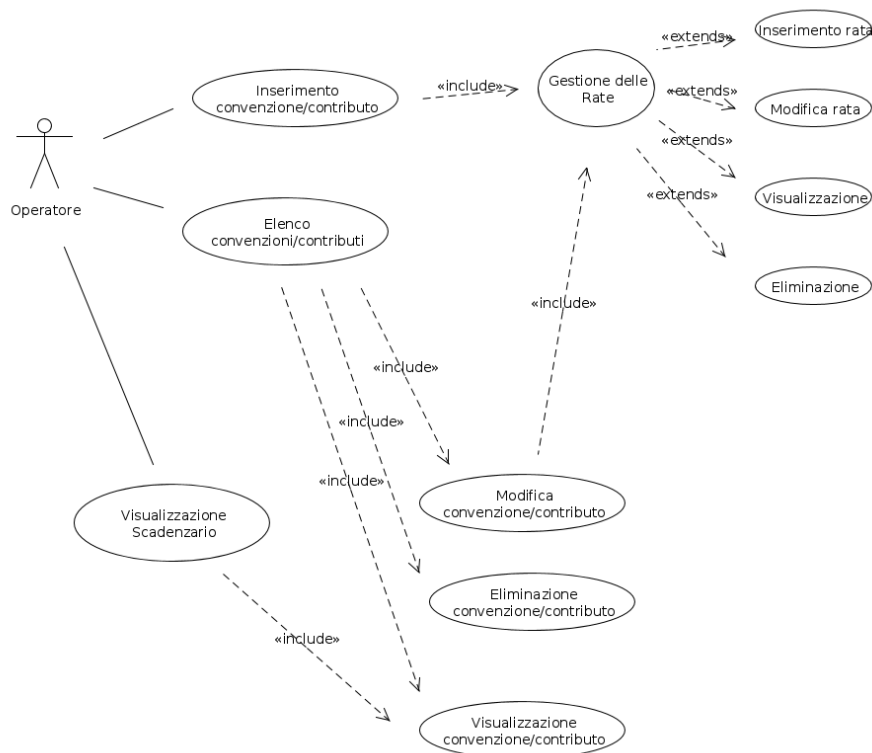 «extends»
Inserimento rata
Inserimento
convenzione/contributo
«include»
Gestione delle
Rate
«extends»
Modifica rata
«extends»
Operatore
«extends»
Visualizzazione
Elenco
convenzioni/contributi
Eliminazione
«include»
«include»
«include»
«include»
Visualizzazione
Scadenzario
Modifica
convenzione/contributo
Eliminazione
convenzione/contributo
«include»
Visualizzazione
convenzione/contributo